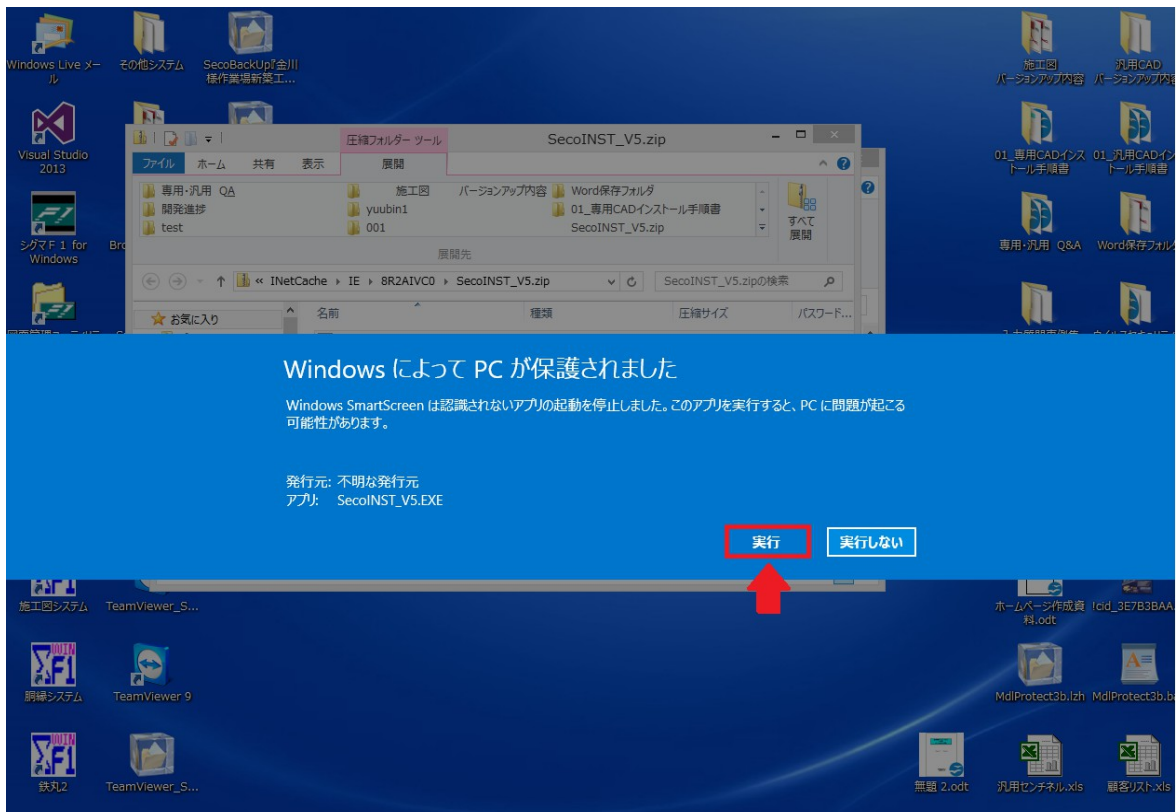 Windows Live メー
ル
その他システム
SecoBackUp『金川
様作業場新築工...
施工図
バージョンアップ内容
汎用CAD
バージョンアップ内容
Visual Studio
2013
圧縮フォルダー ツール
SecoINST_V5.zip
ファイル
ホーム
共有
表示
展開
専用・汎用 QA
施工図 バージョンアップ内容
Word保存フォルダ
開発進捗
yuubin1
01_専用CADインストール手順書
test
001
SecoINST_V5.zip
すべて
展開
展開先
01_専用CADインス
トール手順書
01_汎用CADイン
トール手順書
シグマF 1 for
Windows
Bro
専用・汎用 Q&A
Word保存フォル
« INetCache ▸ IE ▸ 8R2AIVC0 ▸ SecoINST_V5.zip
SecoINST_V5.zipの検索
お気に入り
名前
種類
圧縮サイズ
パスワード...
Windows によって PC が保護されました
Windows SmartScreen は認識されないアプリの起動を停止しました。このアプリを実行すると、PC に問題が起こる
可能性があります。
発行元: 不明な発行元
アプリ: SecoINST_V5.EXE
実行
実行しない
施工図システム
TeamViewer_S...
ホームページ作成資
料.odt
!cid_3E7B3BAA.
胴縁システム
TeamViewer 9
MdlProtect3b.lzh
MdlProtect3b.ba
鉄丸2
TeamViewer_S...
無題 2.odt
汎用センチネル.xls
顧客リスト.xls